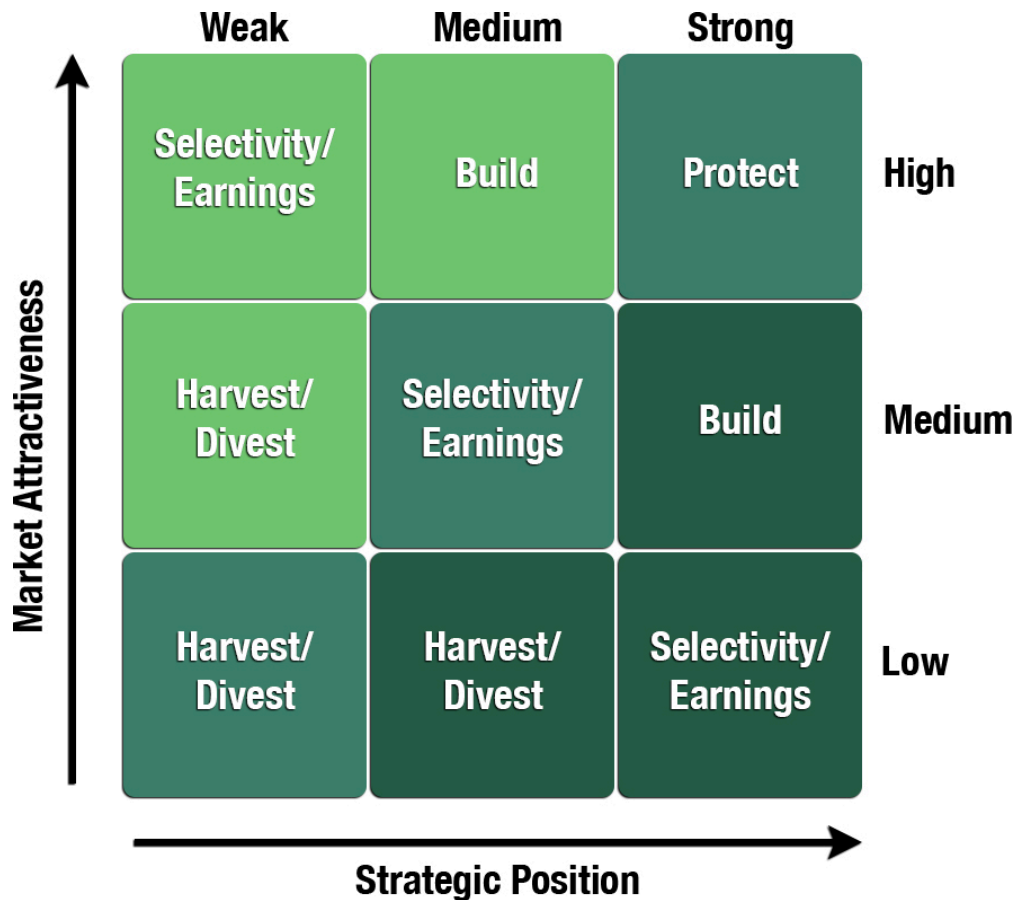 Weak
Medium
Strong
Selectivity/
Earnings
Build
Protect
High
Market Attractiveness
Harvest/
Divest
Selectivity/
Earnings
Build
Medium
Harvest/
Divest
Harvest/
Divest
Selectivity/
Earnings
Low
Strategic Position